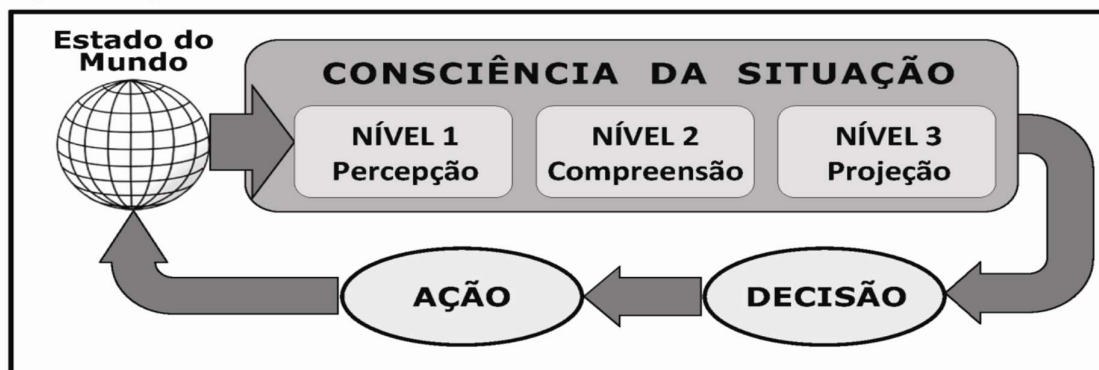 Estado do
Mundo
CONSCIÊNCIA DA SITUAÇÃO
NÍVEL 1
Percepção
NÍVEL 2
Compreensão
NÍVEL 3
Projeção
AÇÃO
DECISÃO